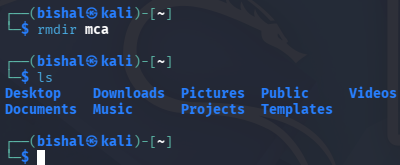 ┌──(bishal㉿kali)-[~]
└─$ rmdir mca
┌──(bishal㉿kali)-[~]
└─$ ls
Desktop Downloads Pictures Public Videos
Documents Music Projects Templates
┌──(bishal㉿kali)-[~]
└─$